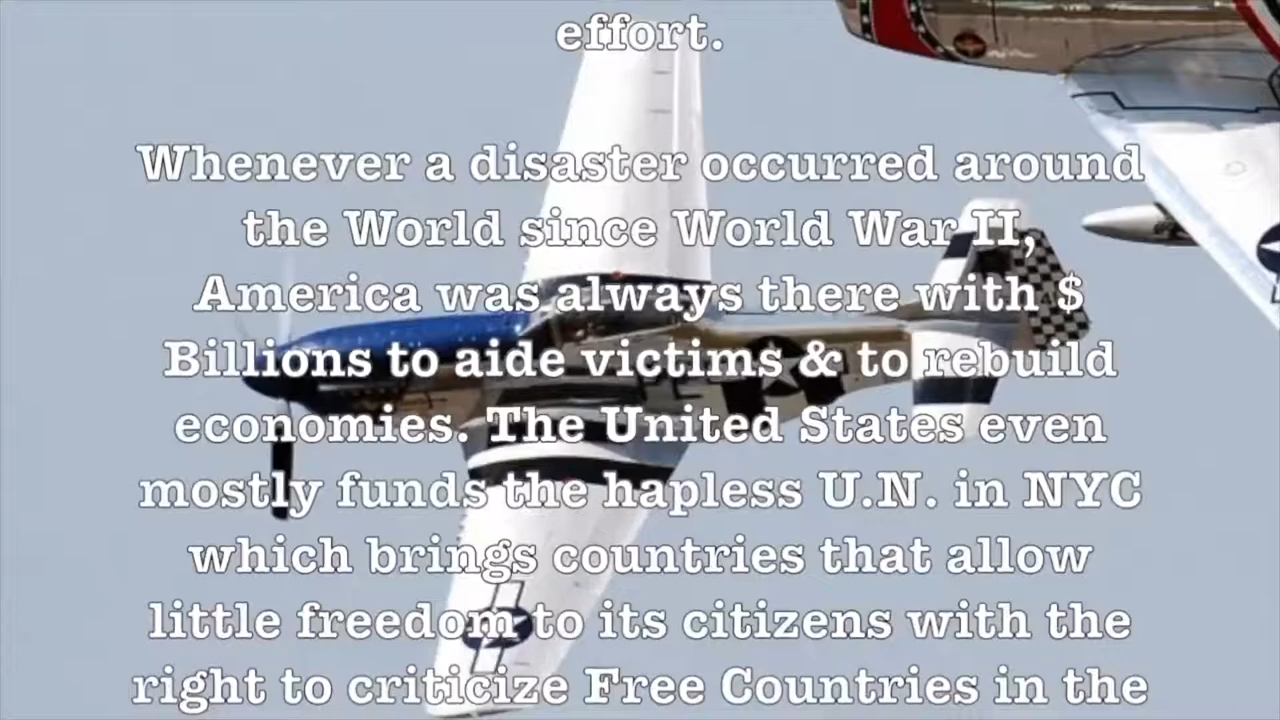 effort.
Whenever a disaster occurred around
the World since World War II,
America was always there with $
Billions to aide victims & to rebuild
economies. The United States even
mostly funds the hapless U.N. in NYC
which brings countries that allow
little freedom to its citizens with the
right to criticize Free Countries in the